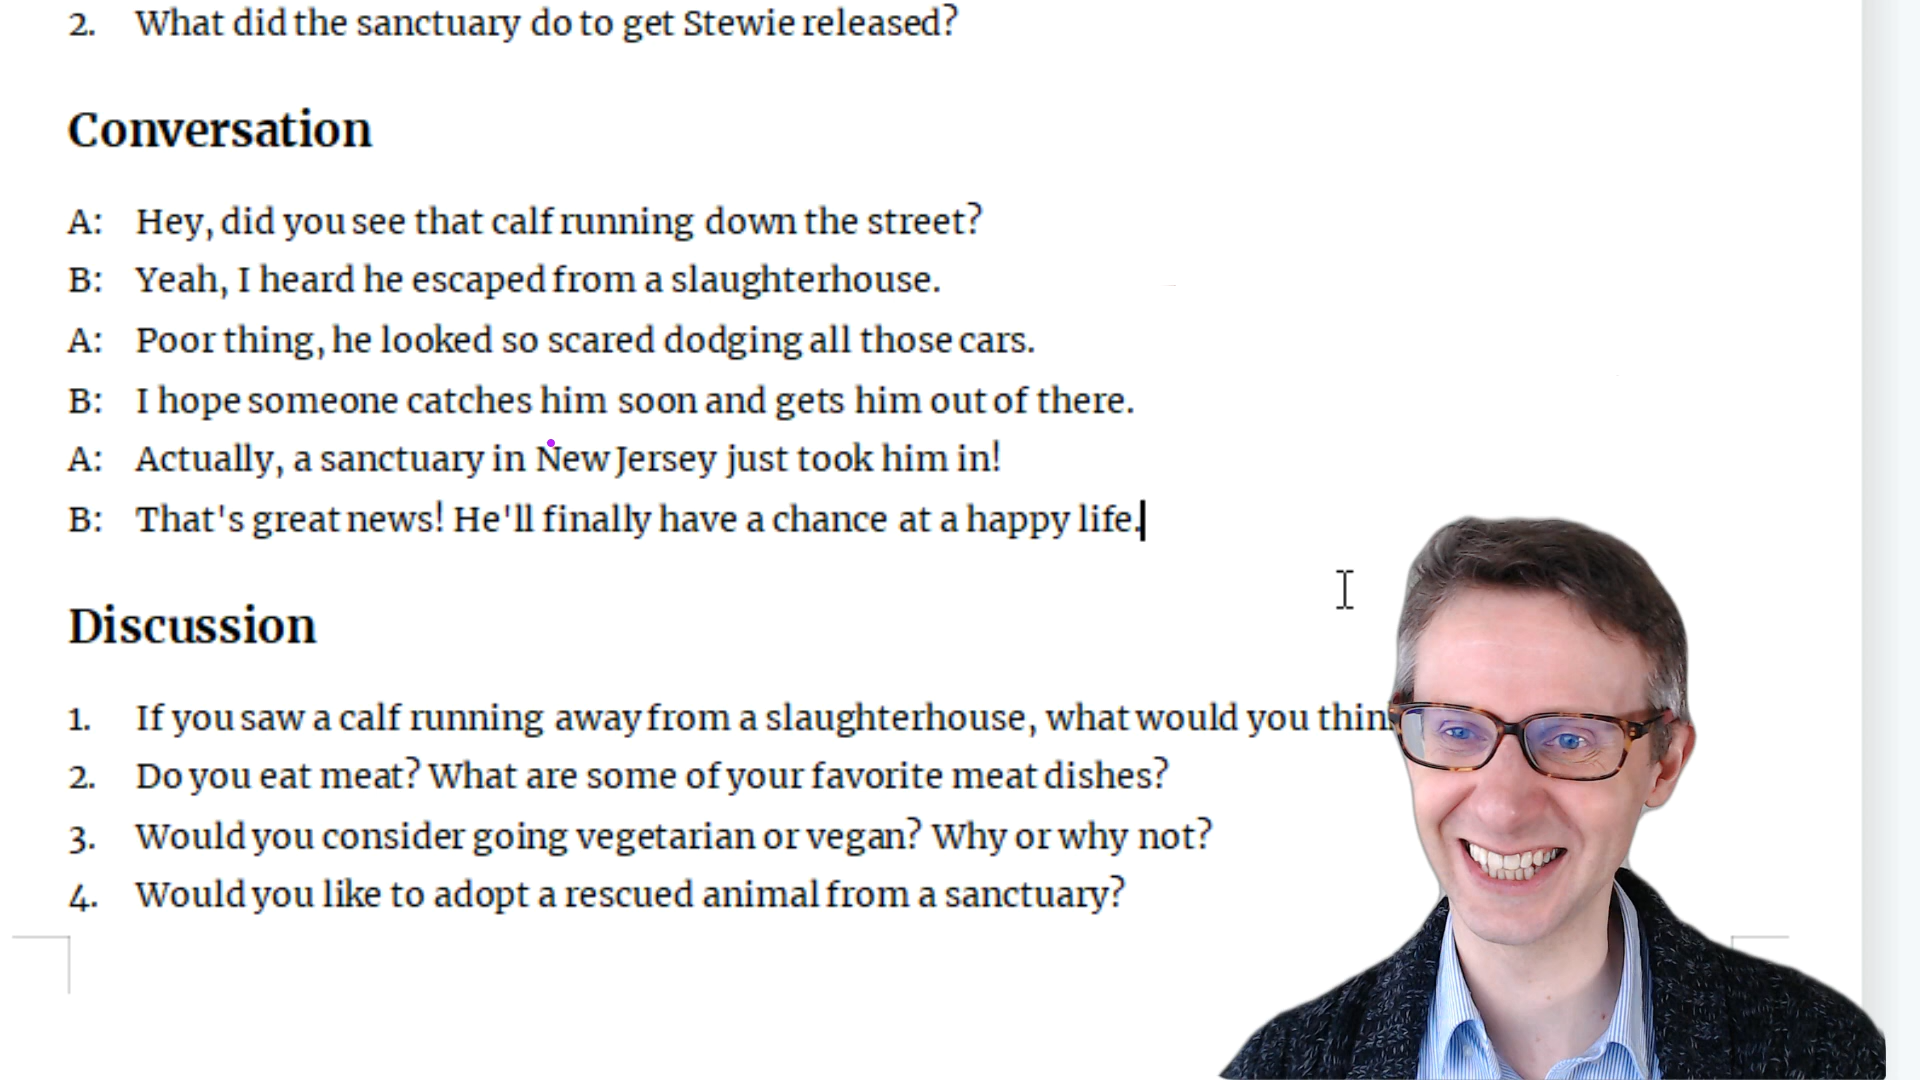 2. What did the sanctuary do to get Stewie released?
Conversation
A: Hey, did you see that calf running down the street?
B: Yeah, I heard he escaped from a slaughterhouse.
A: Poor thing, he looked so scared dodging all those cars.
B: I hope someone catches him soon and gets him out of there.
A: Actually, a sanctuary in New Jersey just took him in!
B: That's great news! He'll finally have a chance at a happy life.
Discussion
1. If you saw a calf running away from a slaughterhouse, what would you thin
2. Do you eat meat? What are some of your favorite meat dishes?
3. Would you consider going vegetarian or vegan? Why or why not?
4. Would you like to adopt a rescued animal from a sanctuary?